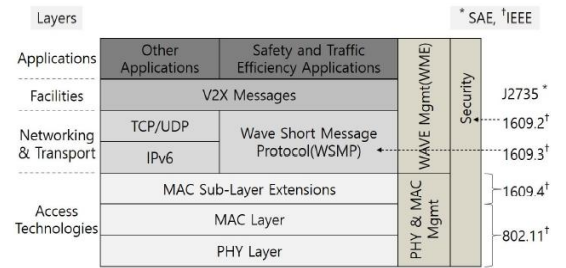 Layers
* SAE, †IEEE
Applications
Other
Applications
Safety and Traffic
Efficiency Applications
Facilities
V2X Messages
J2735 *
Networking
& Transport
TCP/UDP
IPv6
Wave Short Message
Protocol(WSMP)
WAVE Mgmt(WME)
Security
1609.2†
1609.3†
Access
Technologies
MAC Sub-Layer Extensions
MAC Layer
PHY Layer
PHY & MAC
Mgmt
1609.4†
802.11†